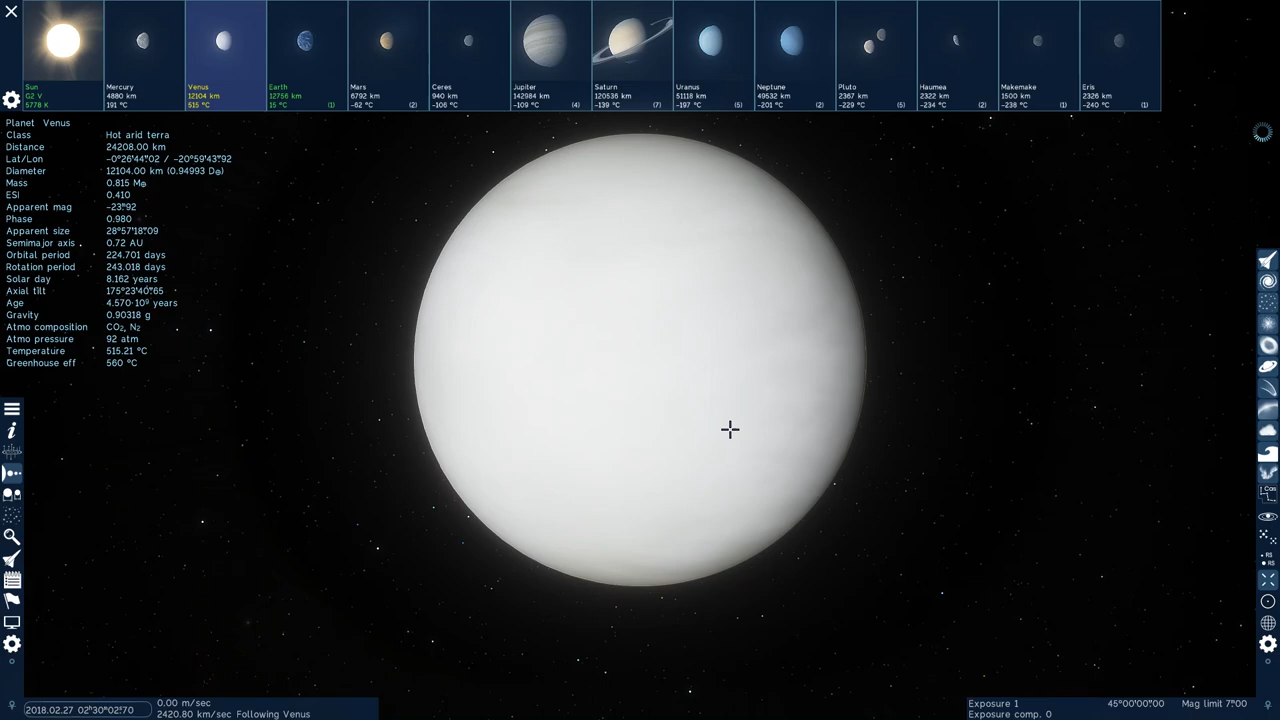 Sun
G2 V
5778 K
Mercury
4880 km
191 °C
Venus
12104 km
515 °C
Earth
12756 km
15 °C (1)
Mars
6792 km
-62 °C (2)
Ceres
940 km
-106 °C
Jupiter
142984 km
-109 °C (4)
Saturn
120536 km
-139 °C (7)
Uranus
51118 km
-197 °C (5)
Neptune
49532 km
-201 °C (2)
Pluto
2367 km
-229 °C (5)
Haumea
2322 km
-234 °C (2)
Makemake
1500 km
-238 °C (1)
Eris
2326 km
-240 °C (1)
Planet Venus
Class Hot arid terra
Distance 24208.00 km
Lat/Lon -0°26'44"02 / -20°59'43"92
Diameter 12104.00 km (0.94993 D⊕)
Mass 0.815 M⊕
ESI 0.410
Apparent mag -23ᵐ92
Phase 0.980
Apparent size 28°57'18"09
Semimajor axis 0.72 AU
Orbital period 224.701 days
Rotation period 243.018 days
Solar day 8.162 years
Axial tilt 175°23'40"65
Age 4.570·10⁹ years
Gravity 0.90318 g
Atmo composition CO₂, N₂
Atmo pressure 92 atm
Temperature 515.21 °C
Greenhouse eff 560 °C
Can
RS
RS
2018.02.27 02ʰ30ᵐ02ˢ70
0.00 m/sec
2420.80 km/sec Following Venus
Exposure 1 45°00'00"00 Mag limit 7ᵐ00
Exposure comp. 0